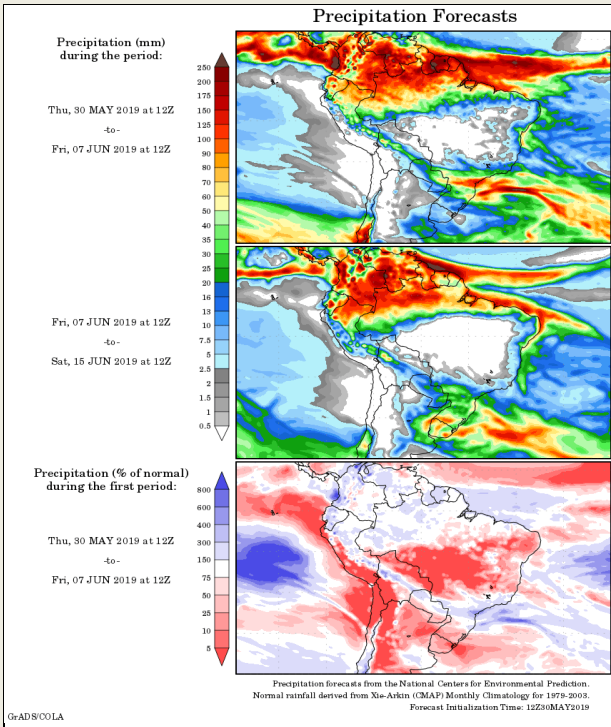 Precipitation Forecasts
Precipitation (mm)
during the period:
Thu, 30 MAY 2019 at 12Z
-to-
Fri, 07 JUN 2019 at 12Z
250
200
175
150
125
100
90
80
70
60
50
40
35
30
25
20
16
13
10
7.5
5
2.5
2
1.5
1
0.5
Fri, 07 JUN 2019 at 12Z
-to-
Sat, 15 JUN 2019 at 12Z
Precipitation (% of normal)
during the first period:
Thu, 30 MAY 2019 at 12Z
-to-
Fri, 07 JUN 2019 at 12Z
800
600
400
300
150
75
50
25
10
5
Precipitation forecasts from the National Centers for Environmental Prediction.
Normal rainfall derived from Xie-Arkin (CMAP) Monthly Climatology for 1979-2003.
Forecast Initialization Time: 12Z30MAY2019
GrADS/COLA